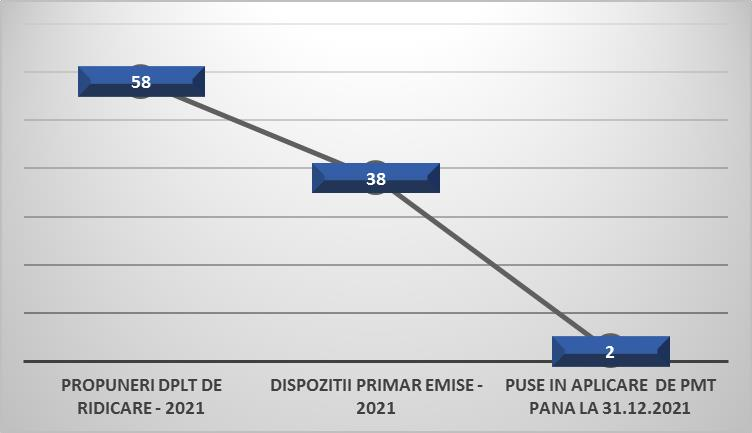 58
38
2
PROPUNERI DPLT DE
RIDICARE - 2021
DISPOZITII PRIMAR EMISE -
2021
PUSE IN APLICARE  DE PMT
PANA LA 31.12.2021